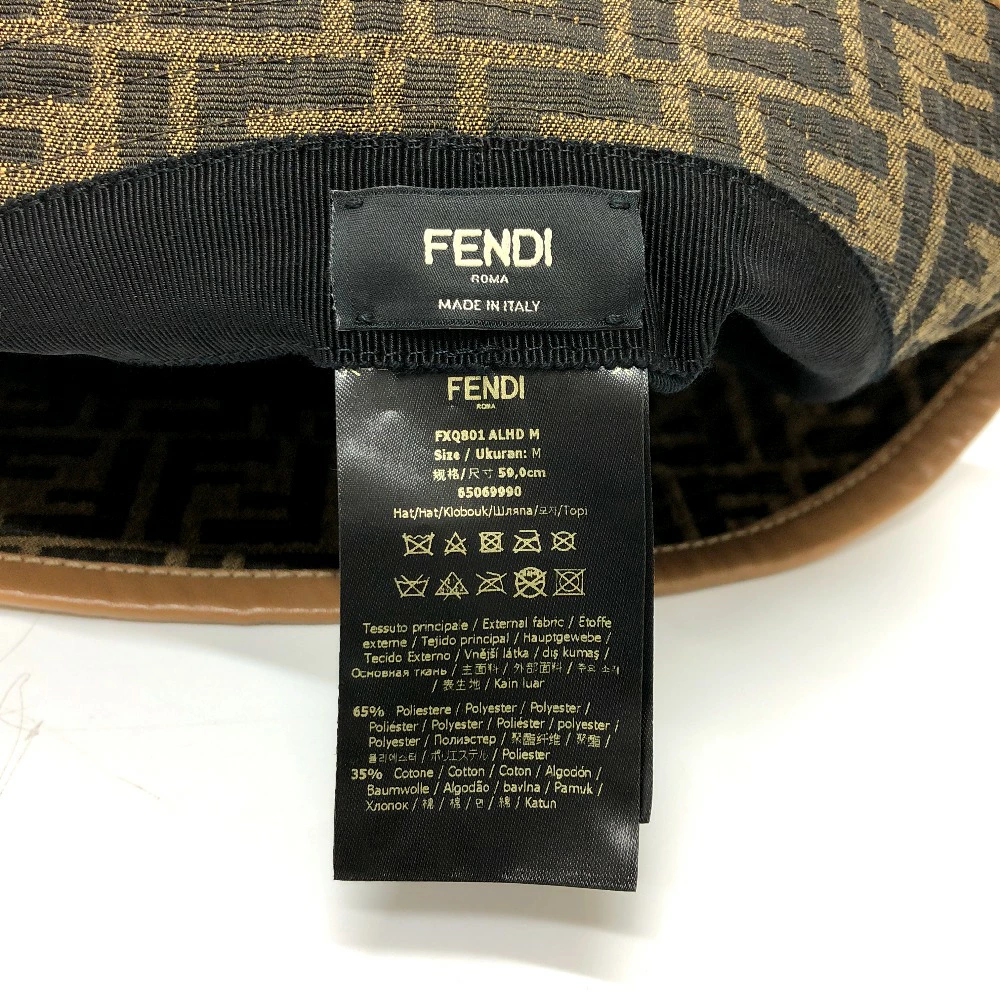 FENDI
ROMA
MADE IN ITALY
FENDI
ROMA
FXQ801 ALHD M
Size / Ukuran: M
规格/尺寸 59,0cm
65069990
Hat/Hat/Klobouk/Шляпа/모자/Topi
Tessuto principale / External fabric / Etoffe
externe / Tejido principal / Hauptgewebe /
Tecido Externo / Vnější látka / dış kumaş /
Основная ткань / 主面料 / 外部面料 / 주요 소재
/ 表生地 / Kain luar
65% Poliestere / Polyester / Polyester /
Poliéster / Polyester / Poliéster / polyester /
Polyester / Полиэстер / 聚酯纤维 / 聚酯 /
폴리에스터 / ポリエステル / Poliester
35% Cotone / Cotton / Coton / Algodón /
Baumwolle / Algodão / bavlna / Pamuk /
Хлопок / 棉 / 棉 / 면 / 綿 / Katun